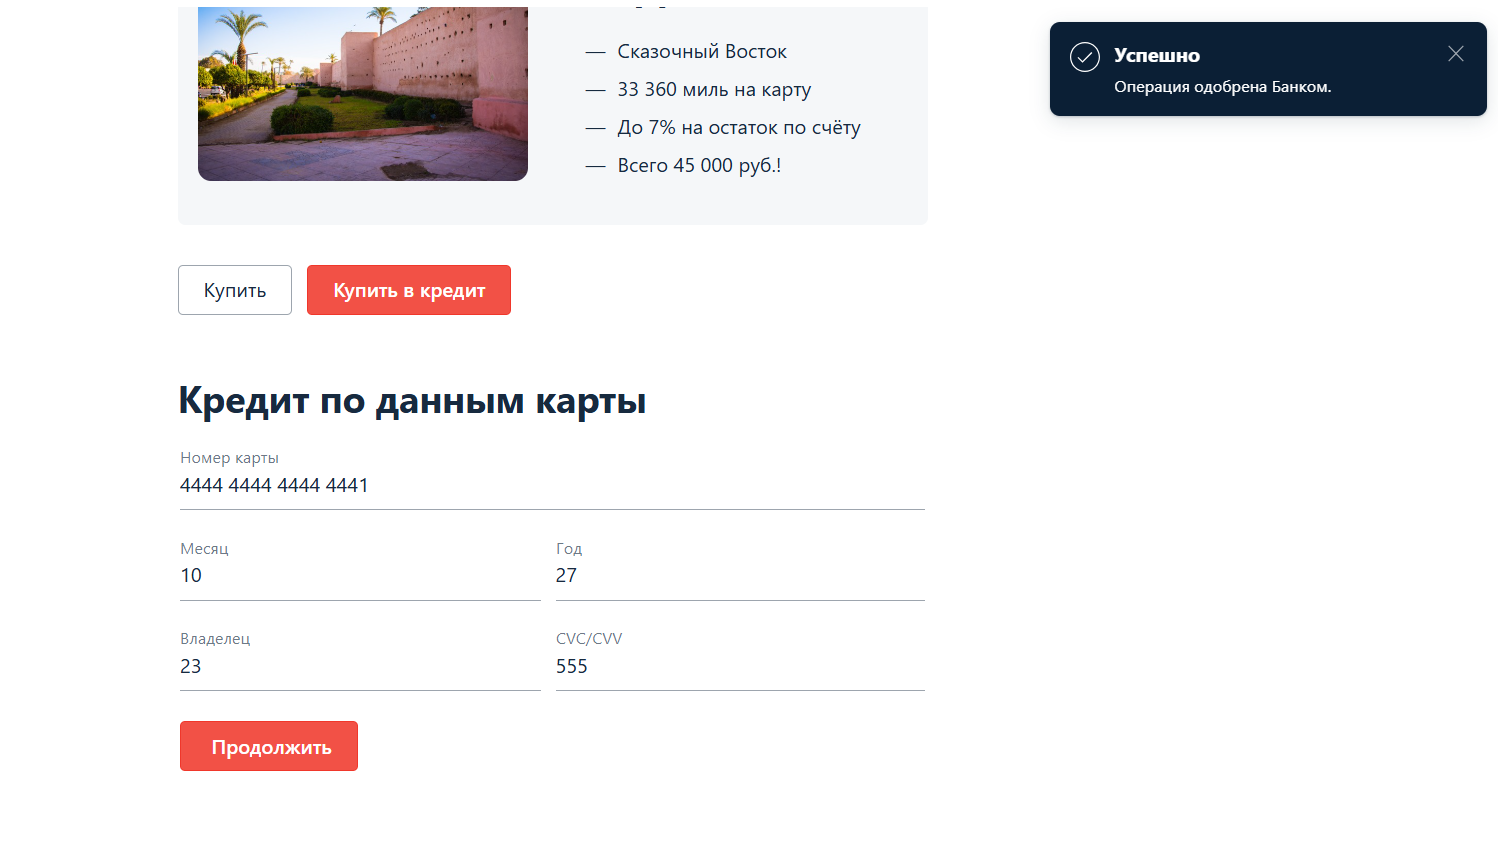 — Сказочный Восток
— 33 360 миль на карту
— До 7% на остаток по счёту
— Всего 45 000 руб.!
Успешно
Операция одобрена Банком.
Купить
Купить в кредит
Кредит по данным карты
Номер карты
4444 4444 4444 4441
Месяц
10
Год
27
Владелец
23
CVC/CVV
555
Продолжить